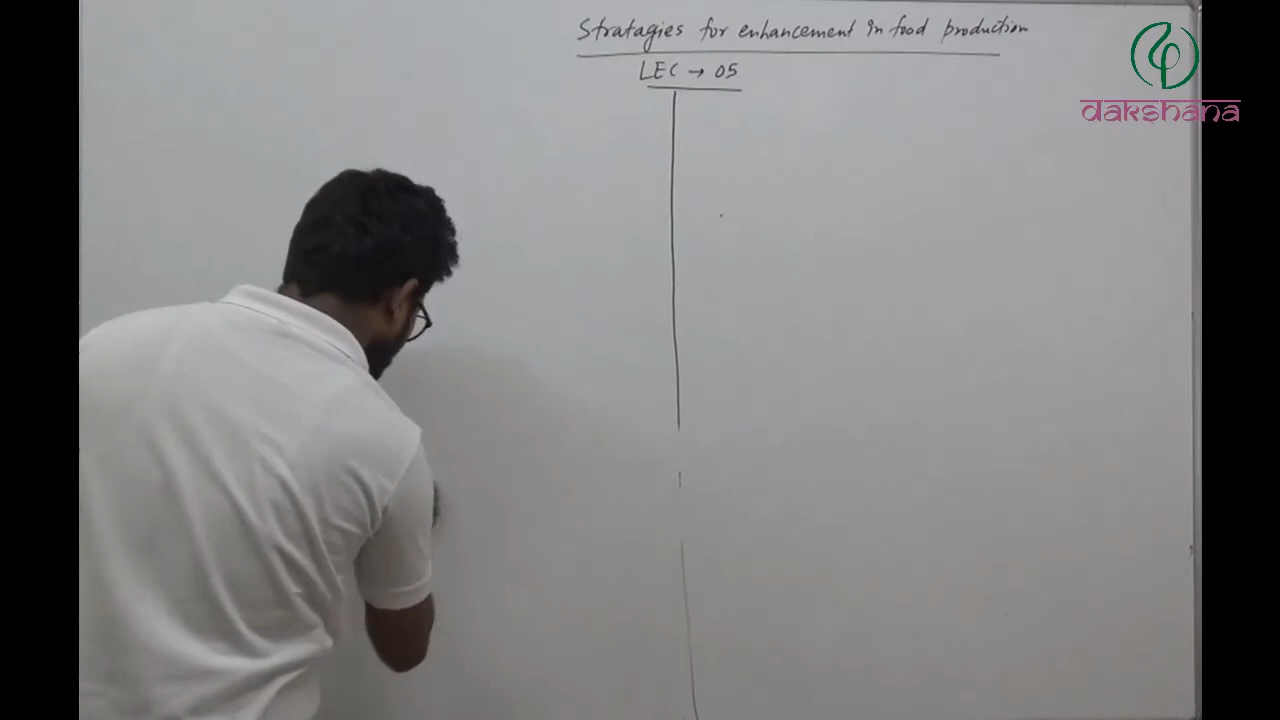 Stratagies for enhancement in food production
LEC → 05
dakshana